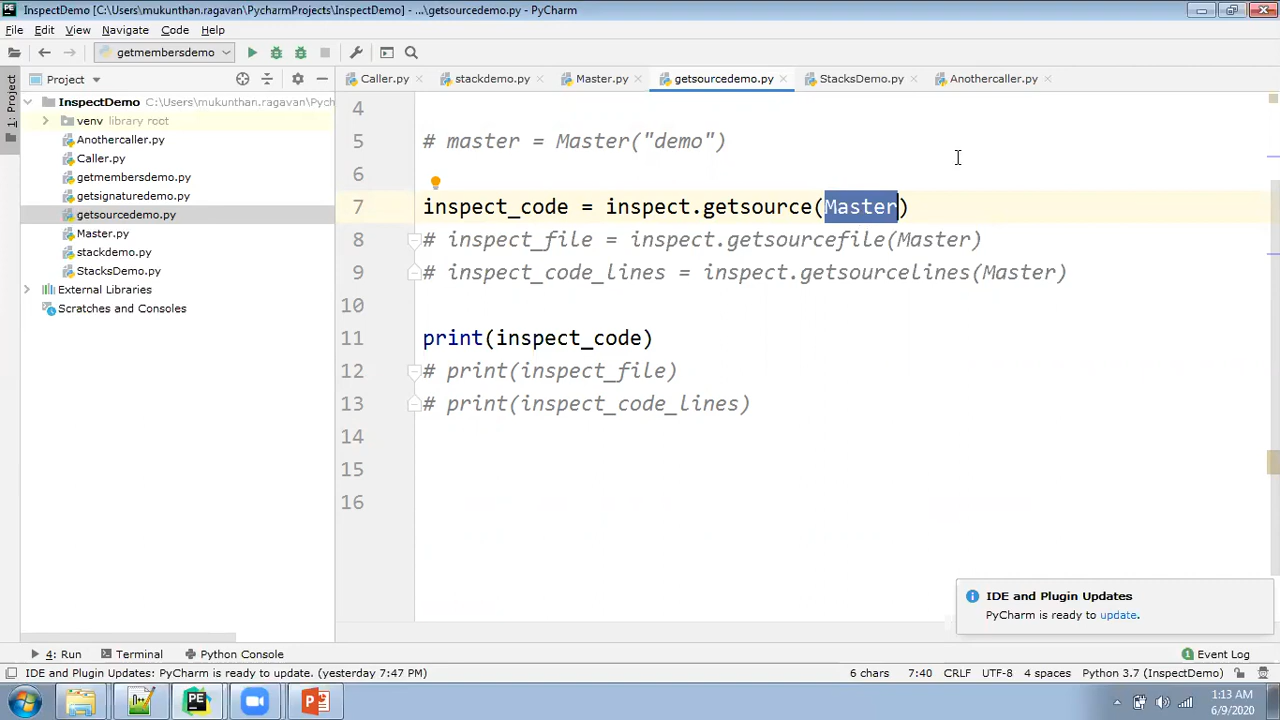 InspectDemo [C:\Users\mukunthan.ragavan\PycharmProjects\InspectDemo] - ...\getsourcedemo.py - PyCharm
File Edit View Navigate Code Help
getmembersdemo
Project
Caller.py stackdemo.py Master.py getsourcedemo.py StacksDemo.py Anothercaller.py
1: Project
InspectDemo C:\Users\mukunthan.ragavan\Pych
venv library root
Anothercaller.py
Caller.py
getmembersdemo.py
getsignaturedemo.py
getsourcedemo.py
Master.py
stackdemo.py
StacksDemo.py
External Libraries
Scratches and Consoles
4
5 # master = Master("demo")
6
7 inspect_code = inspect.getsource(Master)
8 # inspect_file = inspect.getsourcefile(Master)
9 # inspect_code_lines = inspect.getsourcelines(Master)
10
11 print(inspect_code)
12 # print(inspect_file)
13 # print(inspect_code_lines)
14
15
16
IDE and Plugin Updates
PyCharm is ready to update.
4: Run Terminal Python Console Event Log
IDE and Plugin Updates: PyCharm is ready to update. (yesterday 7:47 PM) 6 chars 7:40 CRLF UTF-8 4 spaces Python 3.7 (InspectDemo)
1:13 AM
6/9/2020